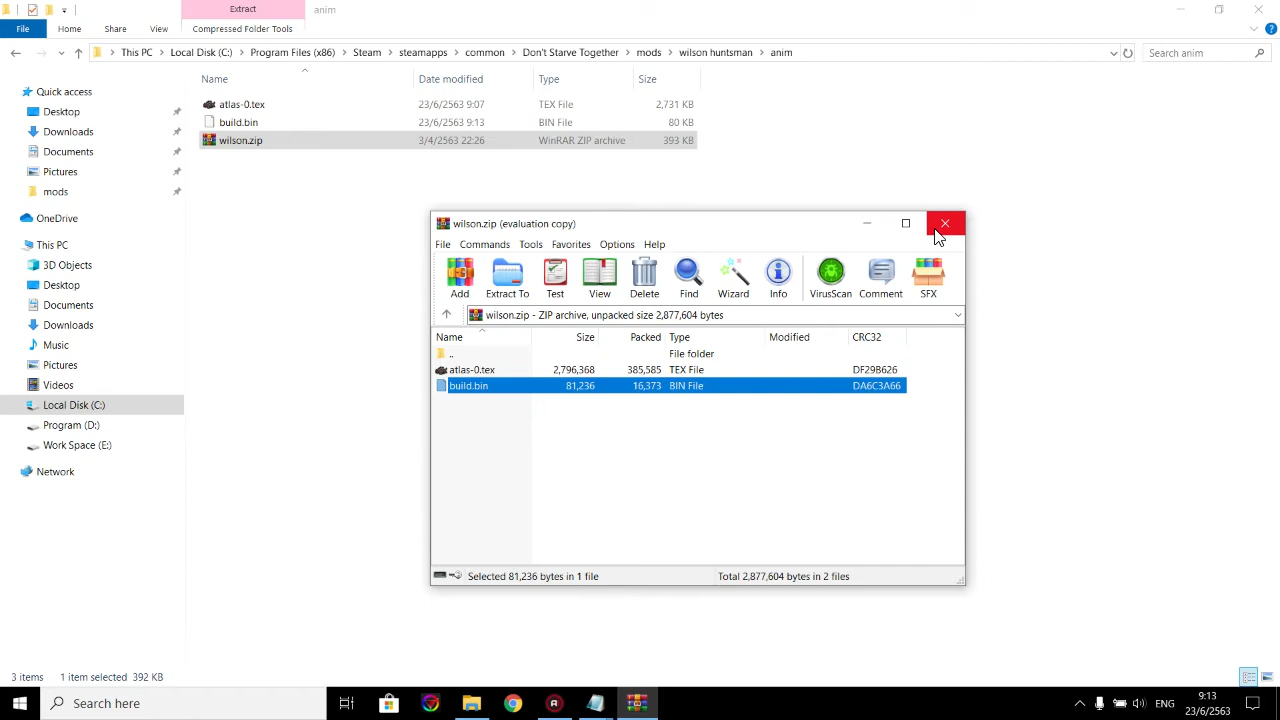 Extract
anim
File
Home
Share
View
Compressed Folder Tools
This PC
Local Disk (C:)
Program Files (x86)
Steam
steamapps
common
Don't Starve Together
mods
wilson huntsman
anim
Search anim
Name
Date modified
Type
Size
atlas-0.tex
23/6/2563 9:07
TEX File
2,731 KB
build.bin
23/6/2563 9:13
BIN File
80 KB
wilson.zip
3/4/2563 22:26
WinRAR ZIP archive
393 KB
Quick access
Desktop
Downloads
Documents
Pictures
mods
OneDrive
This PC
3D Objects
Desktop
Documents
Downloads
Music
Pictures
Videos
Local Disk (C:)
Program (D:)
Work Space (E:)
Network
wilson.zip (evaluation copy)
File
Commands
Tools
Favorites
Options
Help
Add
Extract To
Test
View
Delete
Find
Wizard
Info
VirusScan
Comment
SFX
wilson.zip - ZIP archive, unpacked size 2,877,604 bytes
Name
Size
Packed
Type
Modified
CRC32
..
File folder
atlas-0.tex
2,796,368
385,585
TEX File
DF29B626
build.bin
81,236
16,373
BIN File
DA6C3A66
Selected 81,236 bytes in 1 file
Total 2,877,604 bytes in 2 files
3 items
1 item selected 392 KB
Search here
ENG
9:13
23/6/2563